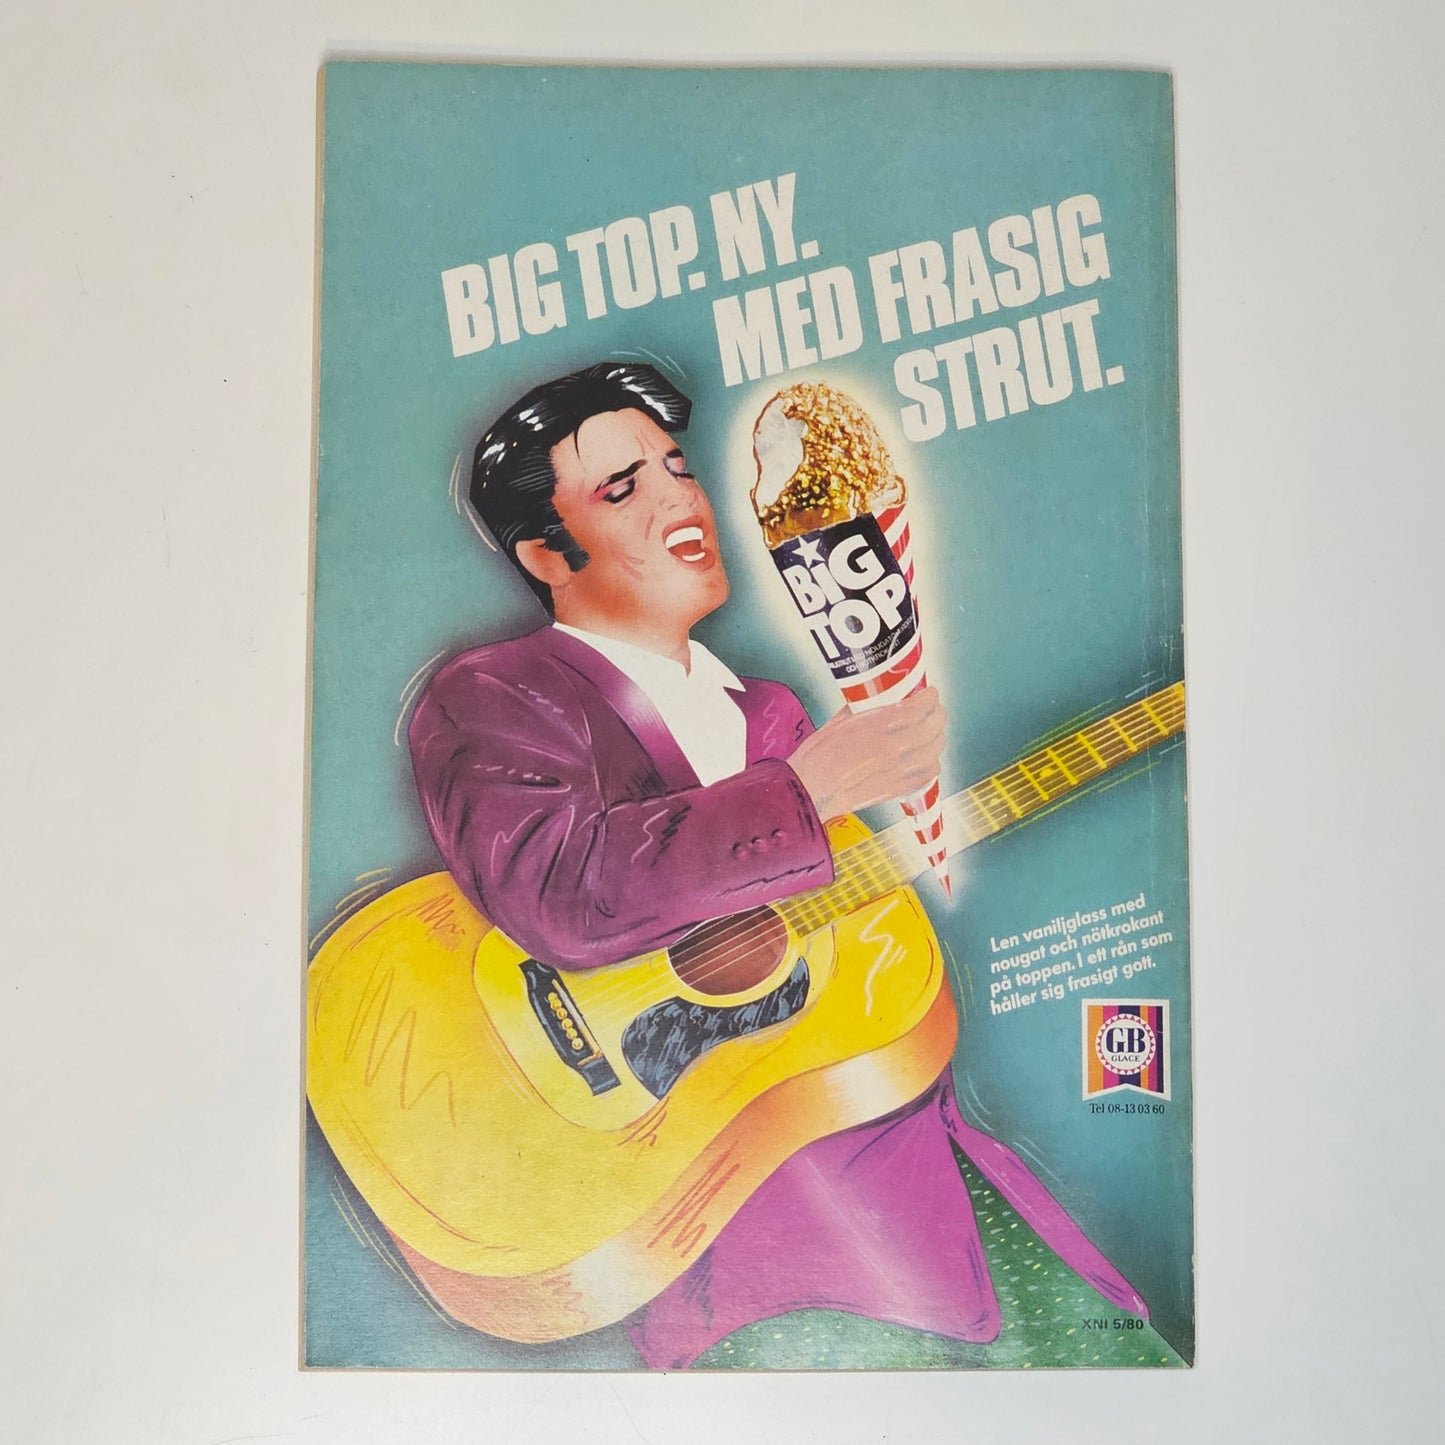 BIG TOP. NY.
MED FRASIG
STRUT.
BIG
TOP
Len vaniljglass med
nougat och nötkrokant
på toppen. I ett rån som
håller sig frasigt gott.
GB
GLACE
Tel 08-13 03 60
XNI 5/80